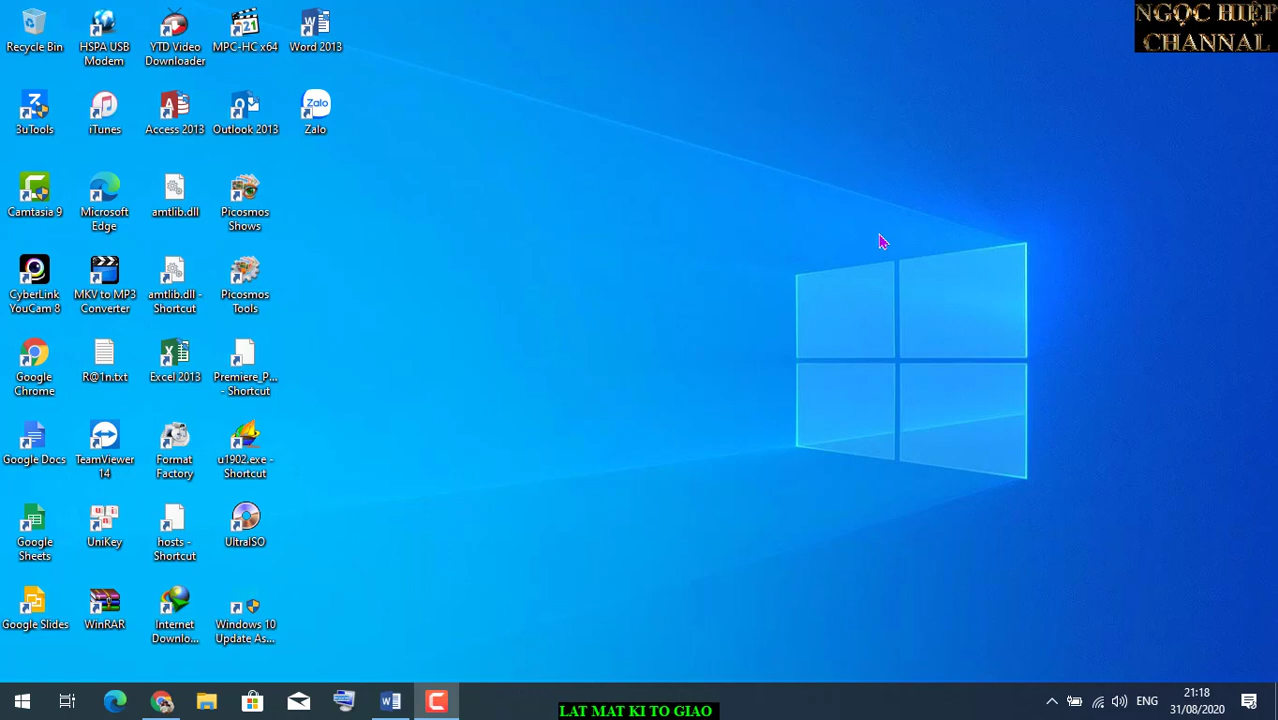 NGỌC HIỆP
CHANNAL
Recycle Bin
HSPA USB
Modem
YTD Video
Downloader
MPC-HC x64
Word 2013
3uTools
iTunes
Access 2013
Outlook 2013
Zalo
Zalo
Camtasia 9
Microsoft
Edge
amtlib.dll
Picosmos
Shows
CyberLink
YouCam 8
MKV to MP3
Converter
amtlib.dll -
Shortcut
Picosmos
Tools
Google
Chrome
R@1n.txt
Excel 2013
Premiere_P...
- Shortcut
Google Docs
TeamViewer
14
Format
Factory
u1902.exe -
Shortcut
Google
Sheets
UniKey
hosts -
Shortcut
UltraISO
Google Slides
WinRAR
Internet
Downlo...
Windows 10
Update As...
ENG
21:18
31/08/2020
LAT MAT KI TO GIAO